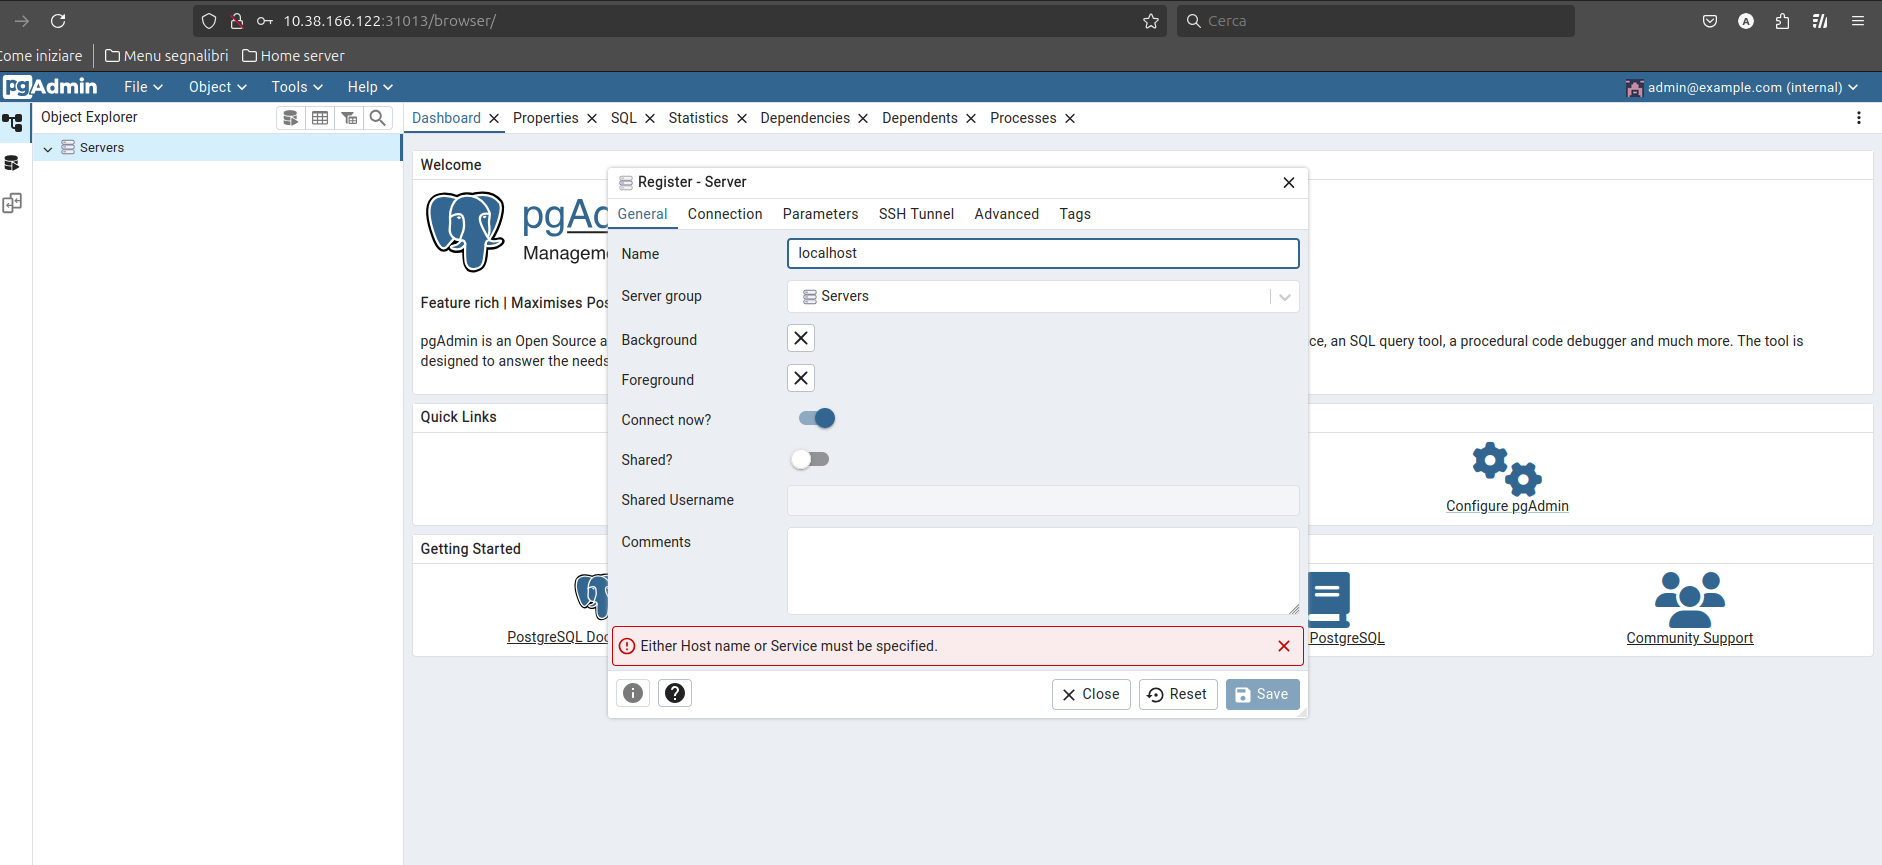 10.38.166.122:31013/browser/
Cerca
A
Come iniziare
Menu segnalibri
Home server
pgAdmin
File
Object
Tools
Help
admin@example.com (internal)
Object Explorer
Servers
Dashboard
Properties
SQL
Statistics
Dependencies
Dependents
Processes
Welcome
pgAd
Managem
Feature rich | Maximises Pos
pgAdmin is an Open Source a
ce, an SQL query tool, a procedural code debugger and much more. The tool is
designed to answer the needs
Quick Links
Configure pgAdmin
Getting Started
PostgreSQL Doc
PostgreSQL
Community Support
Register - Server
General
Connection
Parameters
SSH Tunnel
Advanced
Tags
Name
localhost
Server group
Servers
Background
Foreground
Connect now?
Shared?
Shared Username
Comments
Either Host name or Service must be specified.
Close
Reset
Save